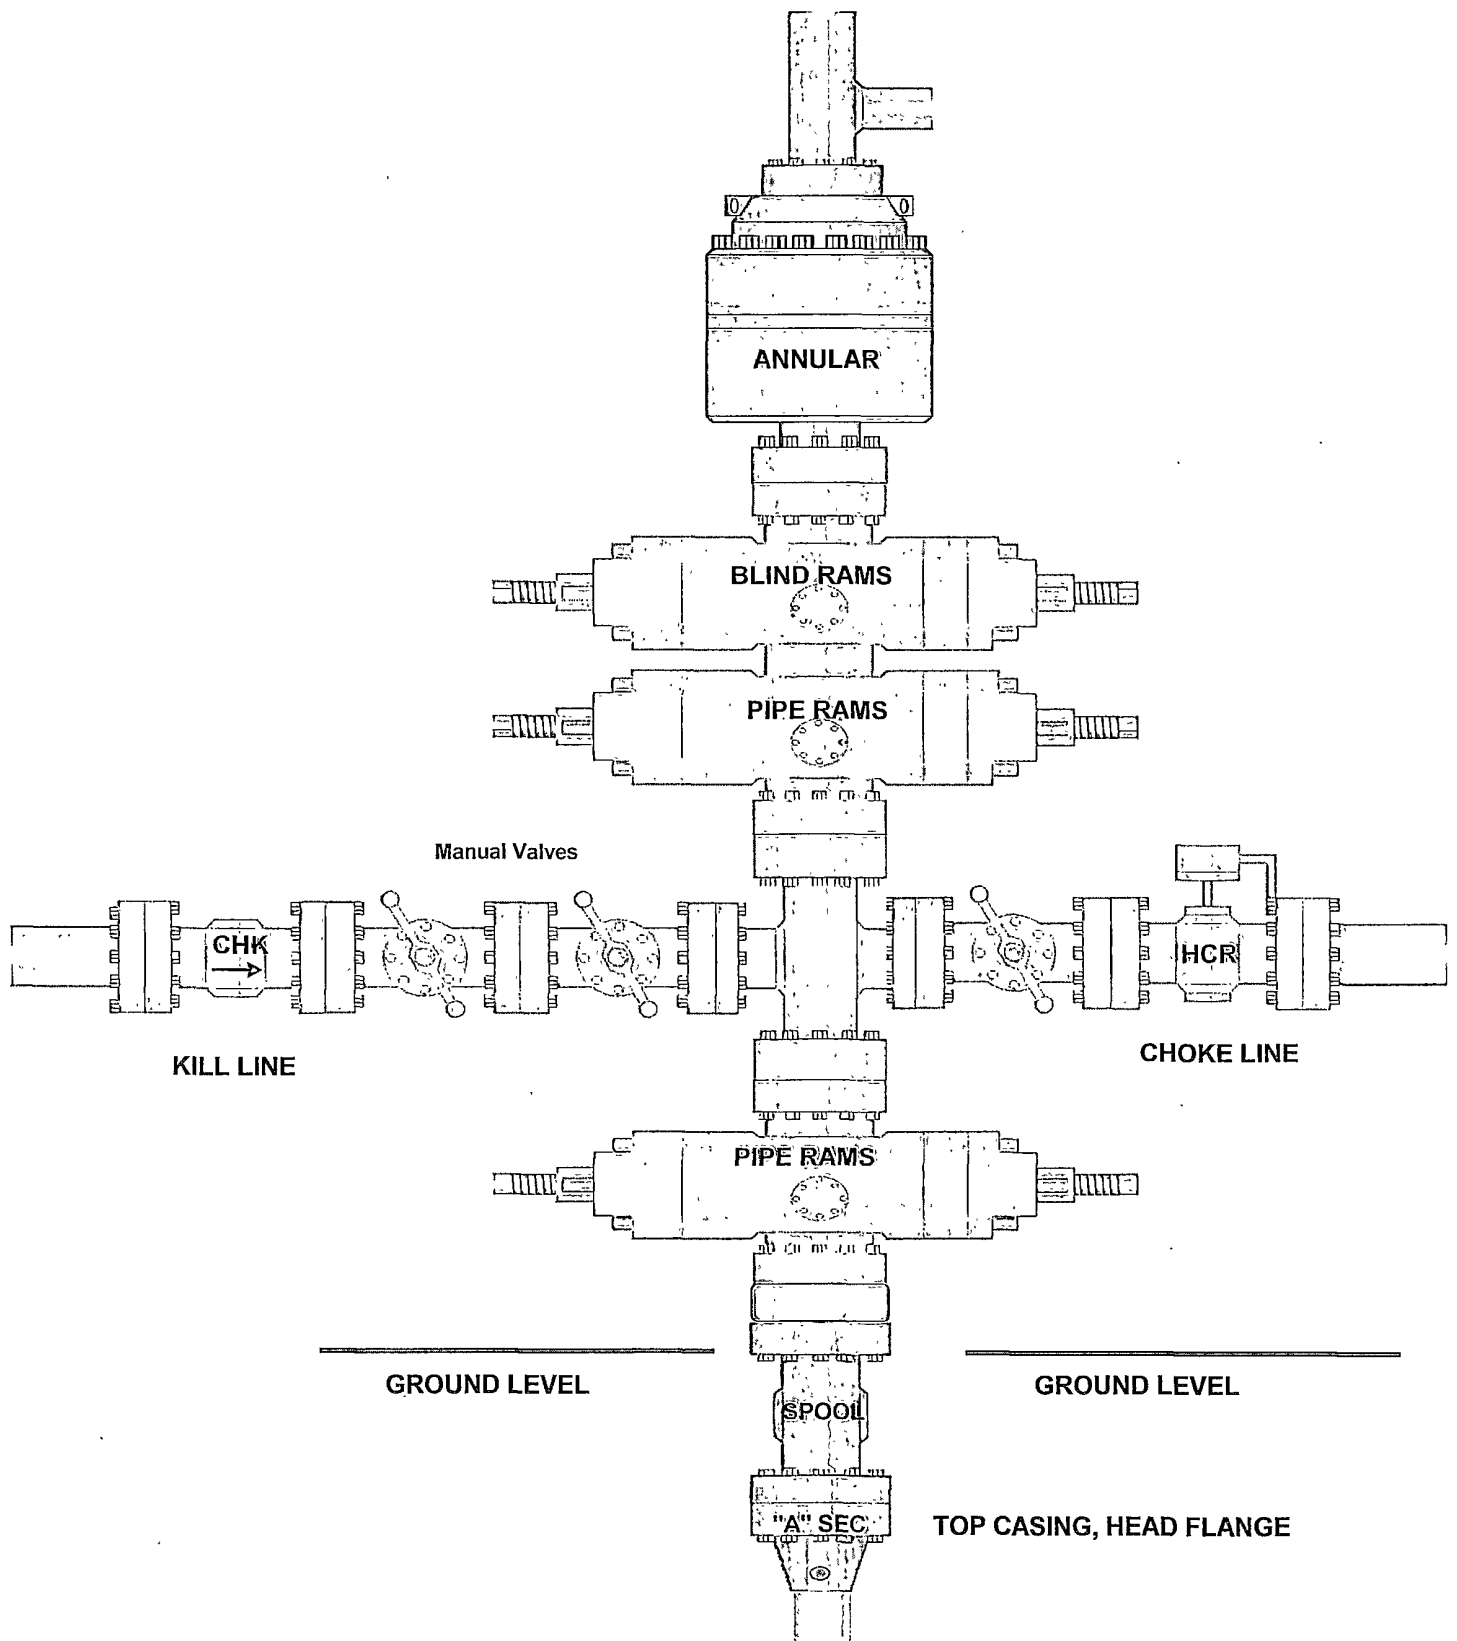 ANNULAR
BLIND RAMS
PIPE RAMS
Manual Valves
CHK
HCR
KILL LINE
CHOKE LINE
PIPE RAMS
GROUND LEVEL
GROUND LEVEL
SPOOL
"A" SEC
TOP CASING, HEAD FLANGE